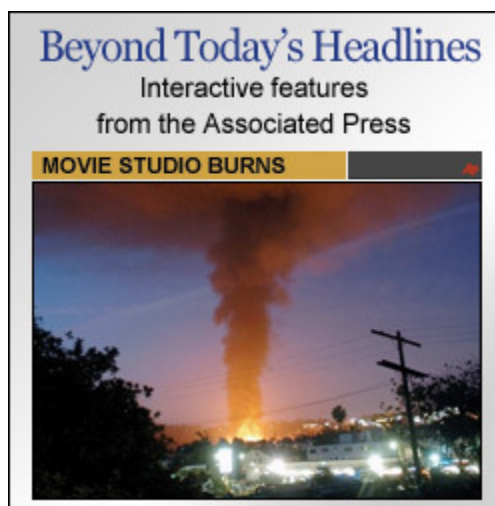 Beyond Today's Headlines
Interactive features
from the Associated Press
MOVIE STUDIO BURNS